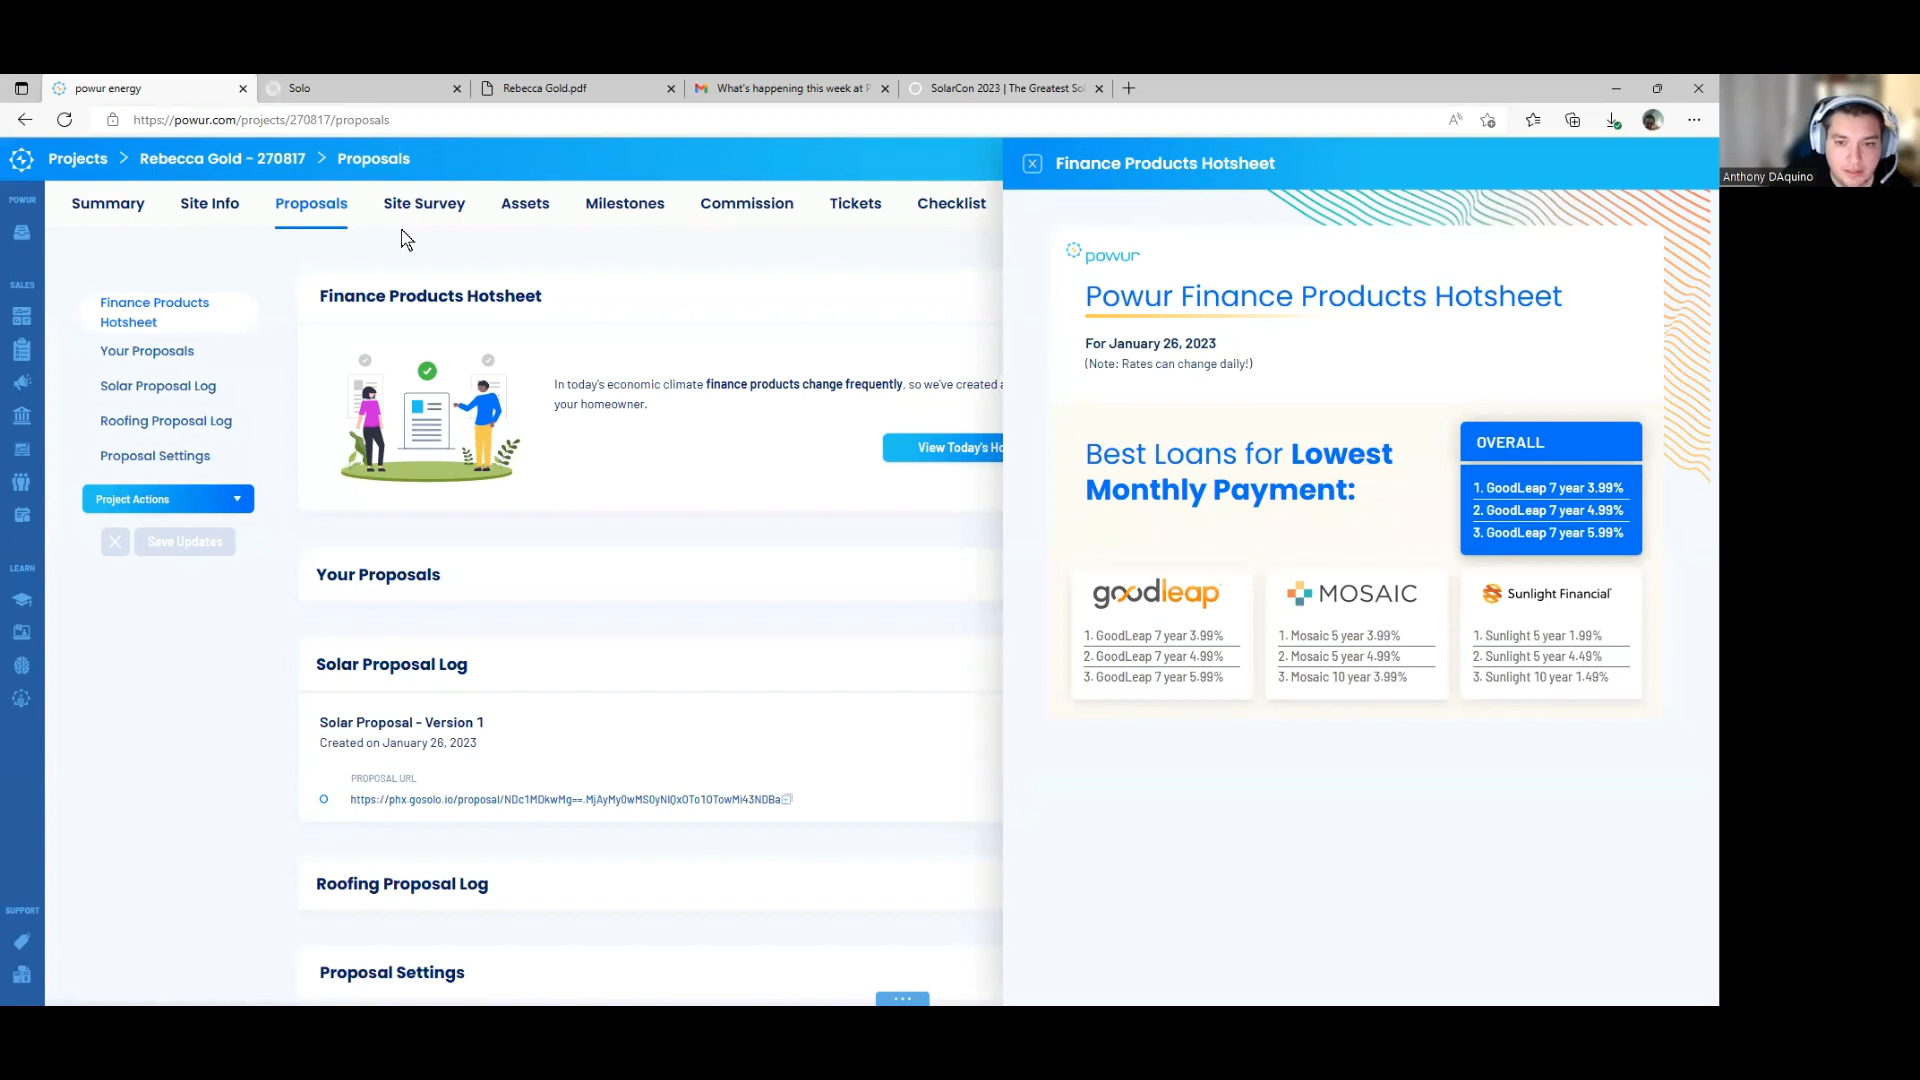 powur energy
Solo
Rebecca Gold.pdf
What's happening this week at P
SolarCon 2023 | The Greatest Sol
https://powur.com/projects/270817/proposals
Projects > Rebecca Gold - 270817 > Proposals
Summary
Site Info
Proposals
Site Survey
Assets
Milestones
Commission
Tickets
Checklist
POWUR
SALES
LEARN
SUPPORT
Finance Products
Hotsheet
Your Proposals
Solar Proposal Log
Roofing Proposal Log
Proposal Settings
Project Actions
Save Updates
Finance Products Hotsheet
In today's economic climate finance products change frequently, so we've created a
your homeowner.
View Today's Ho
Your Proposals
Solar Proposal Log
Solar Proposal - Version 1
Created on January 26, 2023
PROPOSAL URL
https://phx.gosolo.io/proposal/NDc1MDkwMg==.MjAyMy0wMS0yNlQxOTo1OTowMi43NDBa
Roofing Proposal Log
Proposal Settings
Finance Products Hotsheet
powur
Powur Finance Products Hotsheet
For January 26, 2023
(Note: Rates can change daily!)
Best Loans for Lowest
Monthly Payment:
OVERALL
1. GoodLeap 7 year 3.99%
2. GoodLeap 7 year 4.99%
3. GoodLeap 7 year 5.99%
goodleap
1. GoodLeap 7 year 3.99%
2. GoodLeap 7 year 4.99%
3. GoodLeap 7 year 5.99%
MOSAIC
1. Mosaic 5 year 3.99%
2. Mosaic 5 year 4.99%
3. Mosaic 10 year 3.99%
Sunlight Financial
1. Sunlight 5 year 1.99%
2. Sunlight 5 year 4.49%
3. Sunlight 10 year 1.49%
Anthony DAquino